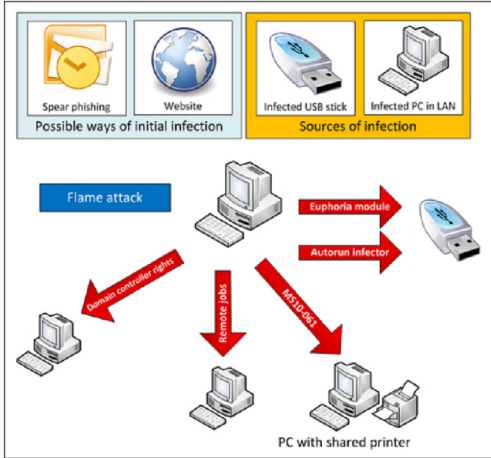 Spear phishing
Website
Infected USB stick
Infected PC in LAN
Possible ways of initial infection
Sources of infection
Flame attack
Euphoria module
Autorun infector
Domain controller rights
Remote jobs
MS10-061
PC with shared printer